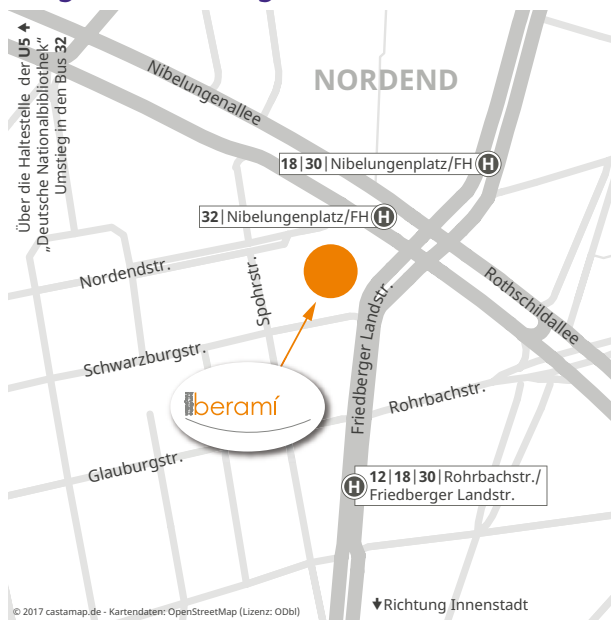 Über die Haltestelle der U5
„Deutsche Nationalbibliothek“
Umstieg in den Bus 32
Nibelungenallee
NORDEND
18|30|Nibelungenplatz/FH H
32|Nibelungenplatz/FH H
Nordendstr.
Spohrstr.
Rothschildallee
Schwarzburgstr.
Friedberger Landstr.
beramí
Rohrbachstr.
Glauburgstr.
H 12|18|30|Rohrbachstr./
Friedberger Landstr.
Richtung Innenstadt
© 2017 castamap.de - Kartendaten: OpenStreetMap (Lizenz: ODbl)